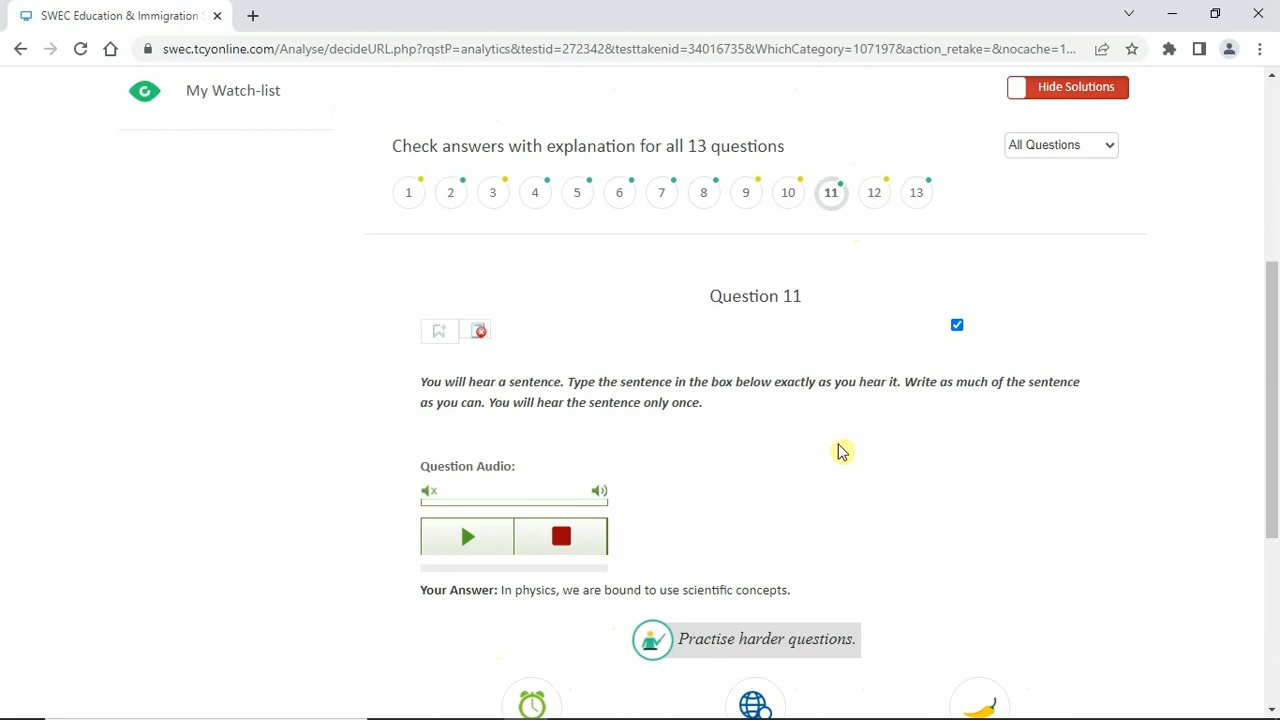 SWEC Education & Immigration
swec.tcyonline.com/Analyse/decideURL.php?rqstP=analytics&testid=272342&testtakenid=34016735&WhichCategory=107197&action_retake=&nocache=1...
My Watch-list
Hide Solutions
Check answers with explanation for all 13 questions
All Questions
1 2 3 4 5 6 7 8 9 10 11 12 13
Question 11
You will hear a sentence. Type the sentence in the box below exactly as you hear it. Write as much of the sentence
as you can. You will hear the sentence only once.
Question Audio:
Your Answer: In physics, we are bound to use scientific concepts.
Practise harder questions.